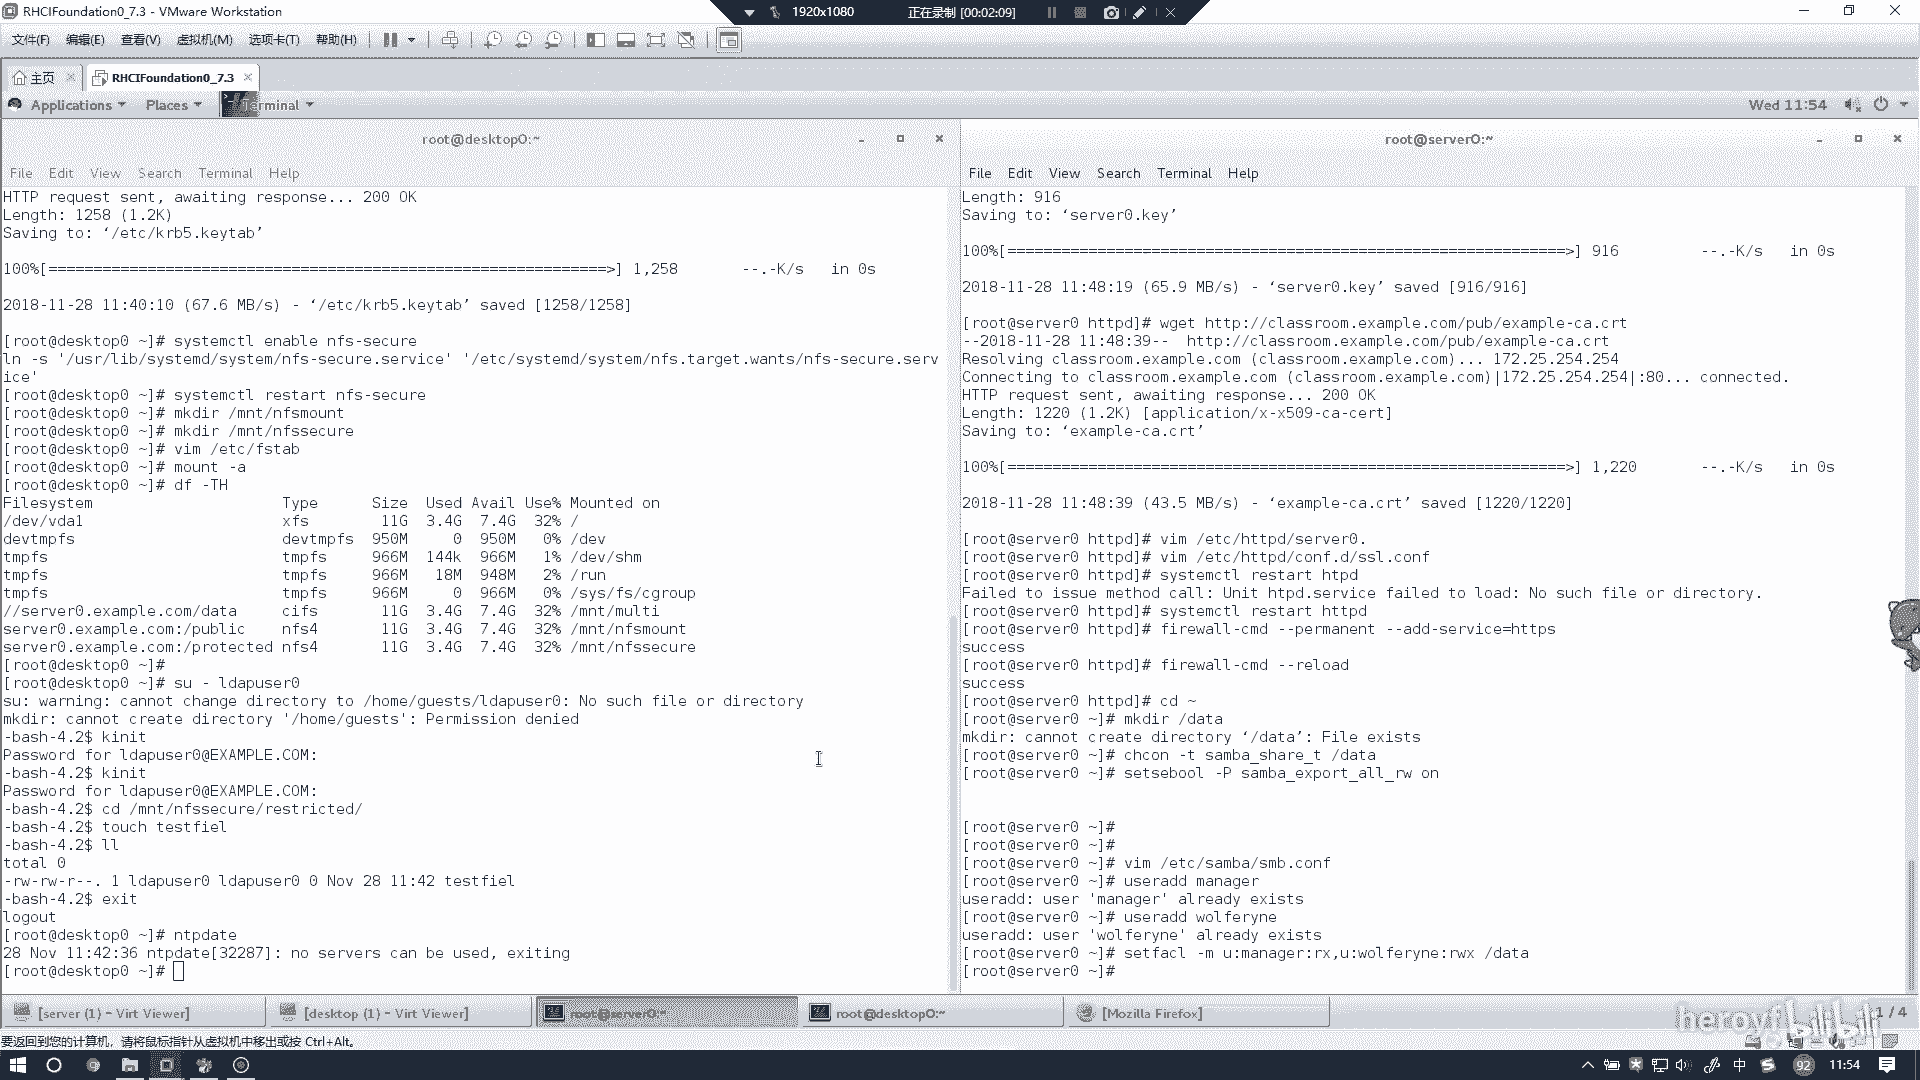 RHCIFoundation0_7.3 - VMware Workstation
1920x1080
正在录制 [00:02:09]
文件(F) 编辑(E) 查看(V) 虚拟机(M) 选项卡(T) 帮助(H)
主页
RHCIFoundation0_7.3
Applications
Places
Terminal
Wed 11:54
root@desktop0:~
File Edit View Search Terminal Help
HTTP request sent, awaiting response... 200 OK
Length: 1258 (1.2K)
Saving to: ‘/etc/krb5.keytab’
100%[==============================================================>] 1,258       --.-K/s   in 0s
2018-11-28 11:40:10 (67.6 MB/s) - ‘/etc/krb5.keytab’ saved [1258/1258]
[root@desktop0 ~]# systemctl enable nfs-secure
ln -s '/usr/lib/systemd/system/nfs-secure.service' '/etc/systemd/system/nfs.target.wants/nfs-secure.serv
ice'
[root@desktop0 ~]# systemctl restart nfs-secure
[root@desktop0 ~]# mkdir /mnt/nfsmount
[root@desktop0 ~]# mkdir /mnt/nfssecure
[root@desktop0 ~]# vim /etc/fstab
[root@desktop0 ~]# mount -a
[root@desktop0 ~]# df -TH
Filesystem                     Type      Size  Used Avail Use% Mounted on
/dev/vda1                      xfs        11G  3.4G  7.4G  32% /
devtmpfs                       devtmpfs  950M     0  950M   0% /dev
tmpfs                          tmpfs     966M  144k  966M   1% /dev/shm
tmpfs                          tmpfs     966M   18M  948M   2% /run
tmpfs                          tmpfs     966M     0  966M   0% /sys/fs/cgroup
//server0.example.com/data     cifs       11G  3.4G  7.4G  32% /mnt/multi
server0.example.com:/public    nfs4       11G  3.4G  7.4G  32% /mnt/nfsmount
server0.example.com:/protected nfs4       11G  3.4G  7.4G  32% /mnt/nfssecure
[root@desktop0 ~]#
[root@desktop0 ~]# su - ldapuser0
su: warning: cannot change directory to /home/guests/ldapuser0: No such file or directory
mkdir: cannot create directory '/home/guests': Permission denied
-bash-4.2$ kinit
Password for ldapuser0@EXAMPLE.COM:
-bash-4.2$ kinit
Password for ldapuser0@EXAMPLE.COM:
-bash-4.2$ cd /mnt/nfssecure/restricted/
-bash-4.2$ touch testfiel
-bash-4.2$ ll
total 0
-rw-rw-r--. 1 ldapuser0 ldapuser0 0 Nov 28 11:42 testfiel
-bash-4.2$ exit
logout
[root@desktop0 ~]# ntpdate
28 Nov 11:42:36 ntpdate[32287]: no servers can be used, exiting
[root@desktop0 ~]#
root@server0:~
File Edit View Search Terminal Help
Length: 916
Saving to: ‘server0.key’
100%[==============================================================>] 916         --.-K/s   in 0s
2018-11-28 11:48:19 (65.9 MB/s) - ‘server0.key’ saved [916/916]
[root@server0 httpd]# wget http://classroom.example.com/pub/example-ca.crt
--2018-11-28 11:48:39--  http://classroom.example.com/pub/example-ca.crt
Resolving classroom.example.com (classroom.example.com)... 172.25.254.254
Connecting to classroom.example.com (classroom.example.com)|172.25.254.254|:80... connected.
HTTP request sent, awaiting response... 200 OK
Length: 1220 (1.2K) [application/x-x509-ca-cert]
Saving to: ‘example-ca.crt’
100%[==============================================================>] 1,220       --.-K/s   in 0s
2018-11-28 11:48:39 (43.5 MB/s) - ‘example-ca.crt’ saved [1220/1220]
[root@server0 httpd]# vim /etc/httpd/server0.
[root@server0 httpd]# vim /etc/httpd/conf.d/ssl.conf
[root@server0 httpd]# systemctl restart htpd
Failed to issue method call: Unit htpd.service failed to load: No such file or directory.
[root@server0 httpd]# systemctl restart httpd
[root@server0 httpd]# firewall-cmd --permanent --add-service=https
success
[root@server0 httpd]# firewall-cmd --reload
success
[root@server0 httpd]# cd ~
[root@server0 ~]# mkdir /data
mkdir: cannot create directory ‘/data’: File exists
[root@server0 ~]# chcon -t samba_share_t /data
[root@server0 ~]# setsebool -P samba_export_all_rw on
[root@server0 ~]#
[root@server0 ~]#
[root@server0 ~]# vim /etc/samba/smb.conf
[root@server0 ~]# useradd manager
useradd: user 'manager' already exists
[root@server0 ~]# useradd wolferyne
useradd: user 'wolferyne' already exists
[root@server0 ~]# setfacl -m u:manager:rx,u:wolferyne:rwx /data
[root@server0 ~]#
[server (1) - Virt Viewer]
[desktop (1) - Virt Viewer]
root@server0:~
root@desktop0:~
[Mozilla Firefox]
1 / 4
bilibili
要返回到您的计算机，请将鼠标指针从虚拟机中移出或按 Ctrl+Alt。
中
92
11:54